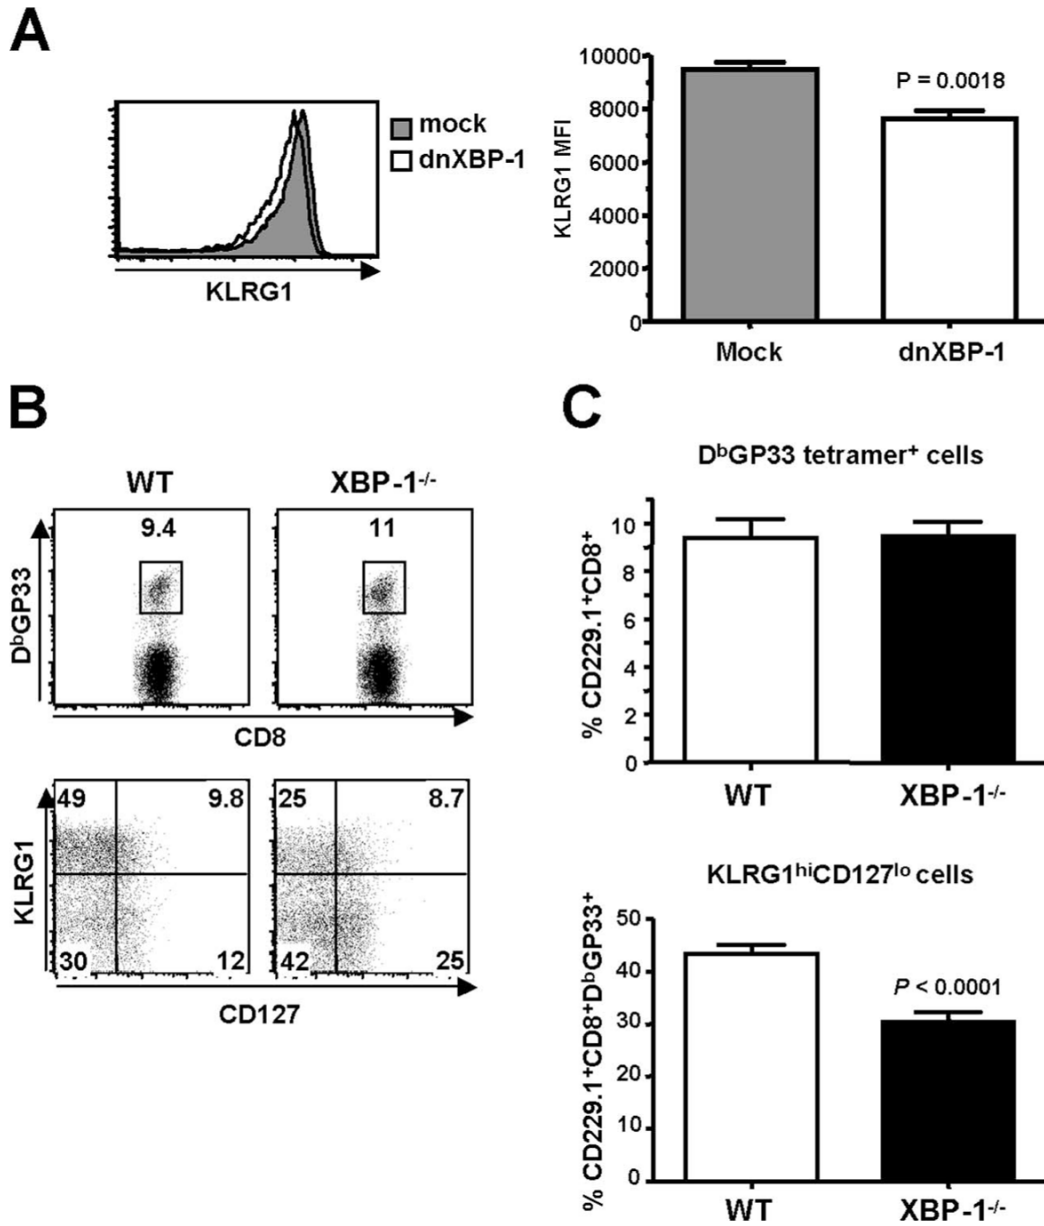 A
mock
dnXBP-1
KLRG1
10000
8000
6000
4000
2000
0
KLRG1 MFI
P = 0.0018
Mock
dnXBP-1
B
WT
XBP-1-/-
9.4
11
DbGP33
CD8
49
9.8
25
8.7
30
12
42
25
KLRG1
CD127
C
DbGP33 tetramer+ cells
10
8
6
4
2
0
% CD229.1+CD8+
WT
XBP-1-/-
KLRG1hiCD127lo cells
50
40
30
20
10
0
% CD229.1+CD8+DbGP33+
P < 0.0001
WT
XBP-1-/-